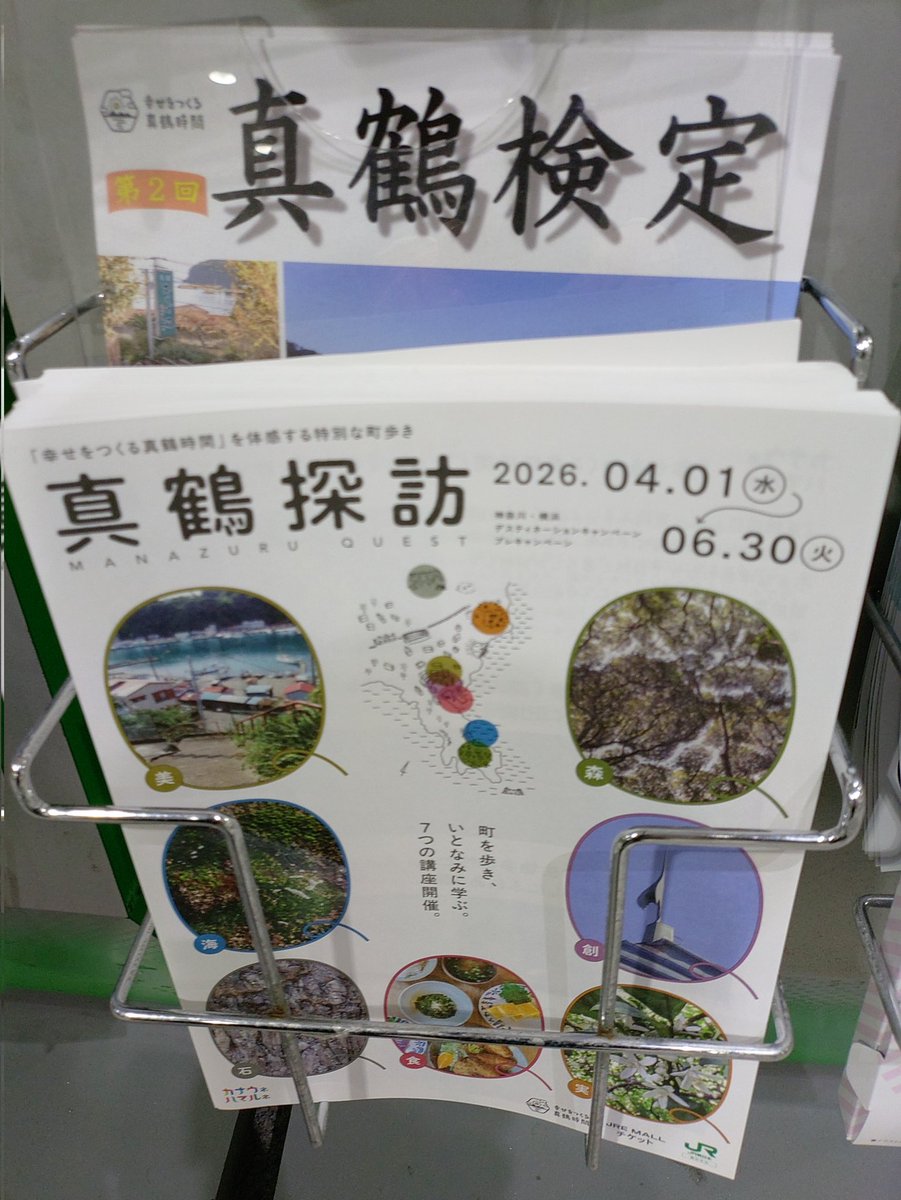 幸せをつくる
真鶴時間
第2回
真鶴検定
「幸せをつくる真鶴時間」を体感する特別な町歩き
真鶴探訪
MANAZURU QUEST
2026. 04.01 水
06.30 火
神奈川・横浜
デスティネーションキャンペーン
プレキャンペーン
美
森
町を歩き、
いとなみに学ぶ。
7つの講座開催。
海
創
石
食
実
カナウネ
ハマルネ
幸せをつくる
真鶴時間
JRE MALL
チケット
JR